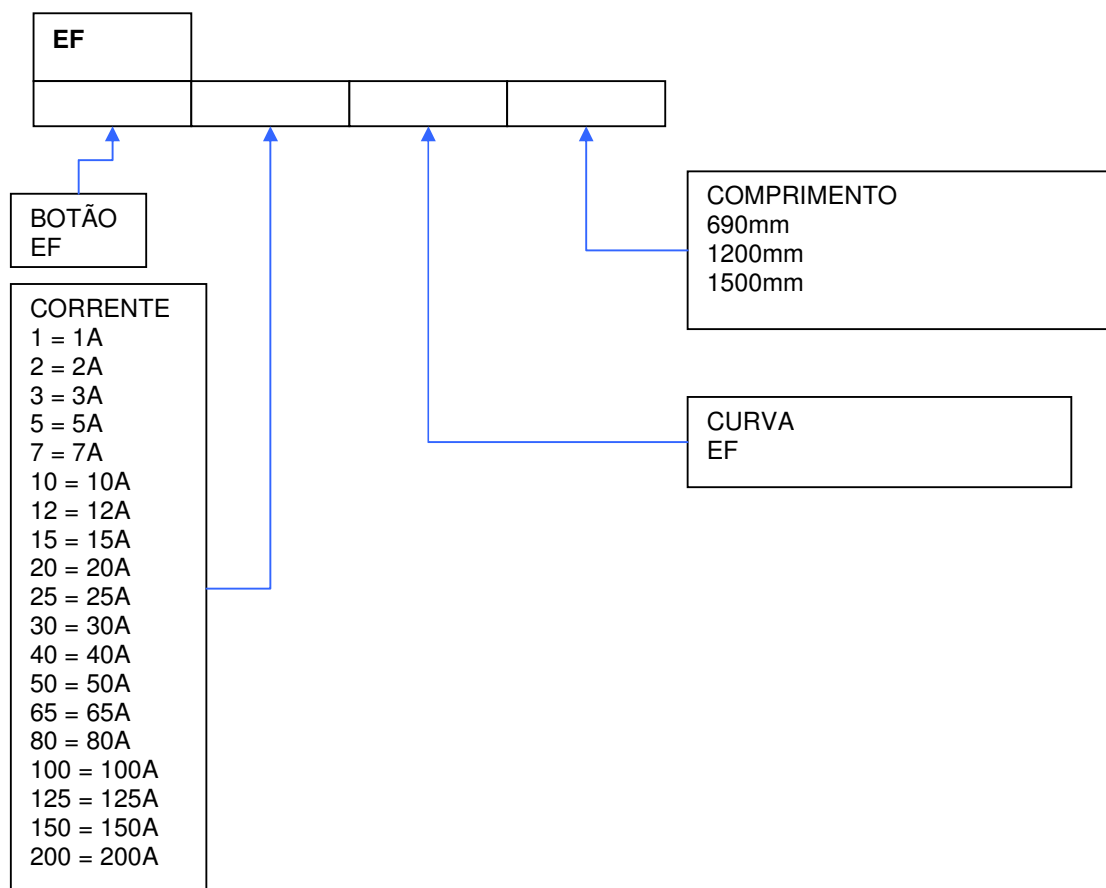 EF
BOTÃO
EF
CORRENTE
1 = 1A
2 = 2A
3 = 3A
5 = 5A
7 = 7A
10 = 10A
12 = 12A
15 = 15A
20 = 20A
25 = 25A
30 = 30A
40 = 40A
50 = 50A
65 = 65A
80 = 80A
100 = 100A
125 = 125A
150 = 150A
200 = 200A
COMPRIMENTO
690mm
1200mm
1500mm
CURVA
EF